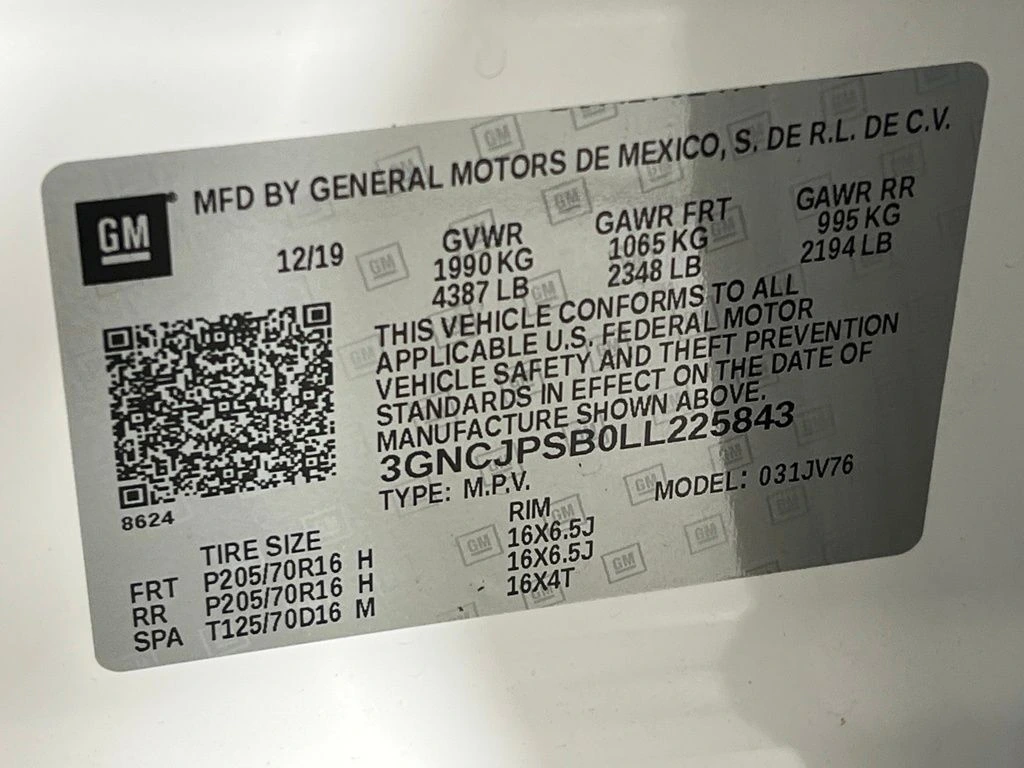 GM® MFD BY GENERAL MOTORS DE MEXICO, S. DE R.L. DE C.V.
12/19 GVWR GAWR FRT GAWR RR
1990 KG 1065 KG 995 KG
4387 LB 2348 LB 2194 LB
THIS VEHICLE CONFORMS TO ALL
APPLICABLE U.S. FEDERAL MOTOR
VEHICLE SAFETY AND THEFT PREVENTION
STANDARDS IN EFFECT ON THE DATE OF
MANUFACTURE SHOWN ABOVE.
3GNCJPSB0LL225843
TYPE: M.P.V. MODEL: 031JV76
8624
TIRE SIZE RIM
FRT P205/70R16 H 16X6.5J
RR P205/70R16 H 16X6.5J
SPA T125/70D16 M 16X4T